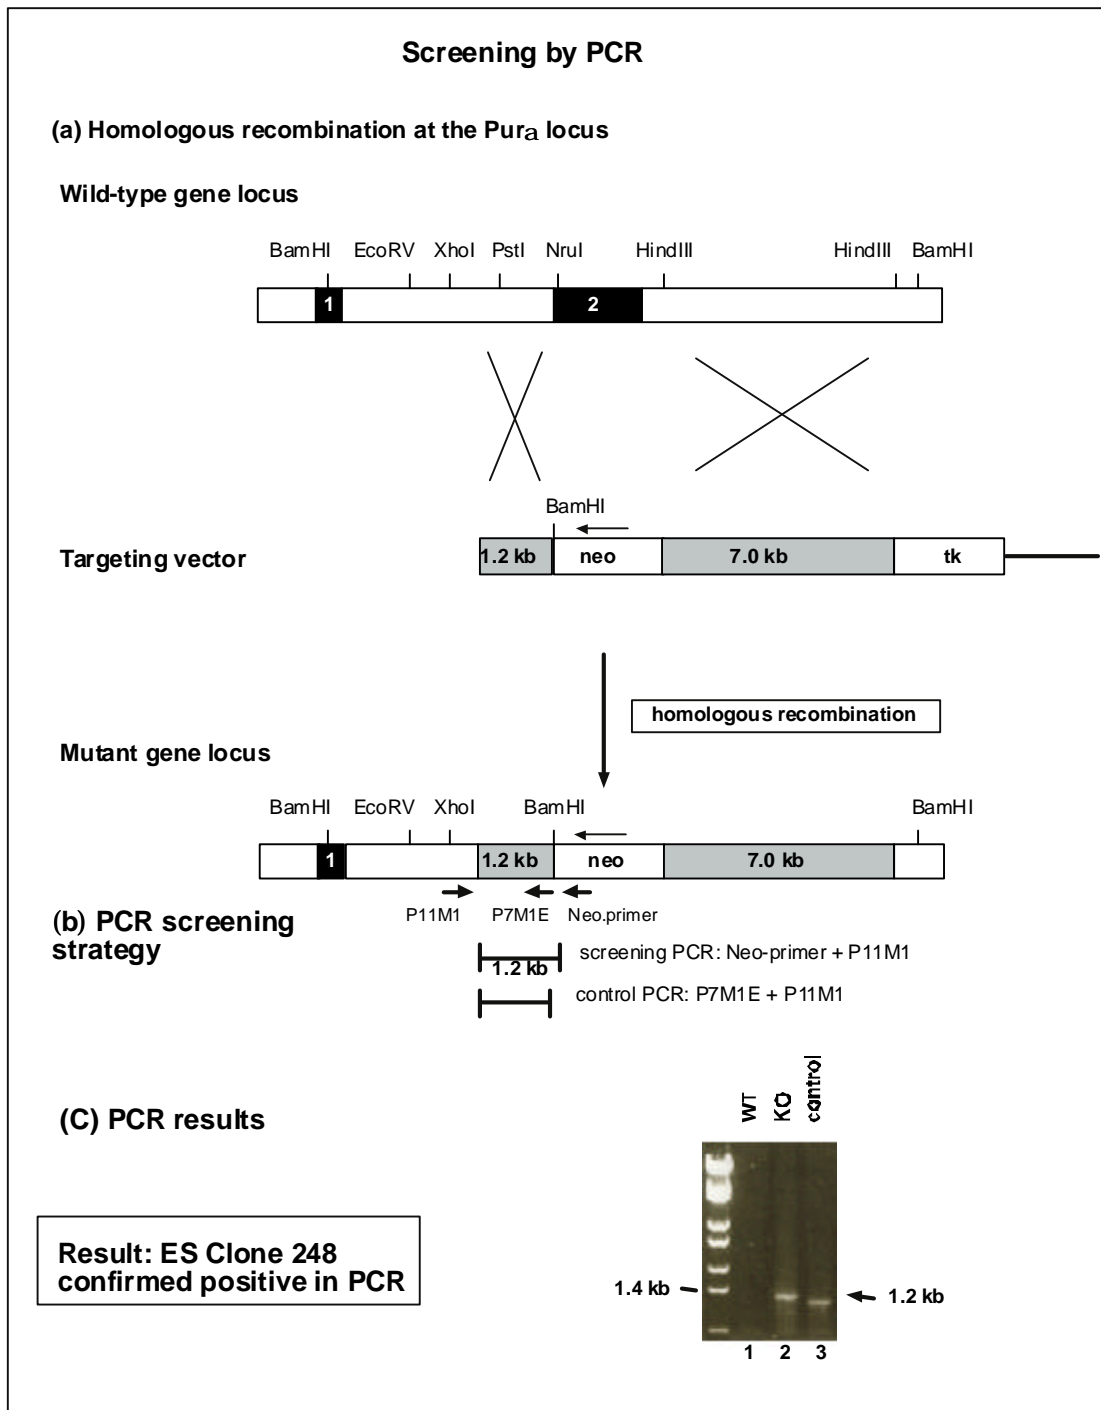 Screening by PCR
(a) Homologous recombination at the Pura locus
Wild-type gene locus
BamHI EcoRV XhoI PstI NruI HindIII HindIII BamHI
1 2
BamHI
Targeting vector 1.2 kb neo 7.0 kb tk
homologous recombination
Mutant gene locus
BamHI EcoRV XhoI BamHI BamHI
1 1.2 kb neo 7.0 kb
P11M1 P7M1E Neo.primer
(b) PCR screening
strategy
screening PCR: Neo-primer + P11M1
1.2 kb
control PCR: P7M1E + P11M1
WT KO control
(C) PCR results
Result: ES Clone 248
confirmed positive in PCR
1.4 kb 1.2 kb
1 2 3